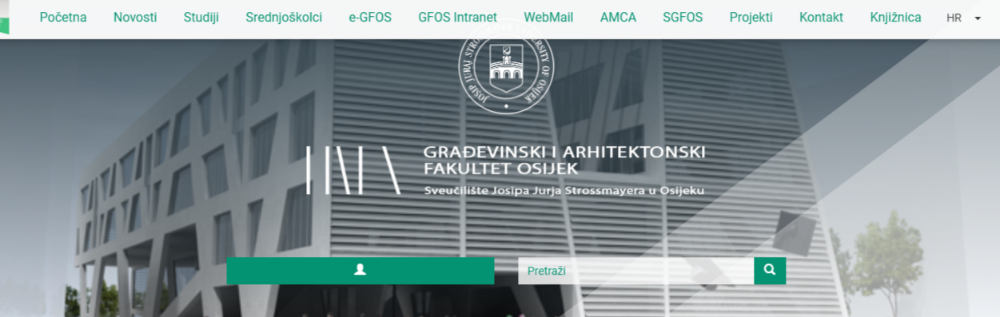 Početna Novosti Studiji Srednjoškolci e-GFOS GFOS Intranet WebMail AMCA SGFOS Projekti Kontakt Knjižnica HR
JOSIP JURAJ STROSSMAYER UNIVERSITY OF OSIJEK
GRAĐEVINSKI I ARHITEKTONSKI
FAKULTET OSIJEK
Sveučilište Josipa Jurja Strossmayera u Osijeku
Pretraži